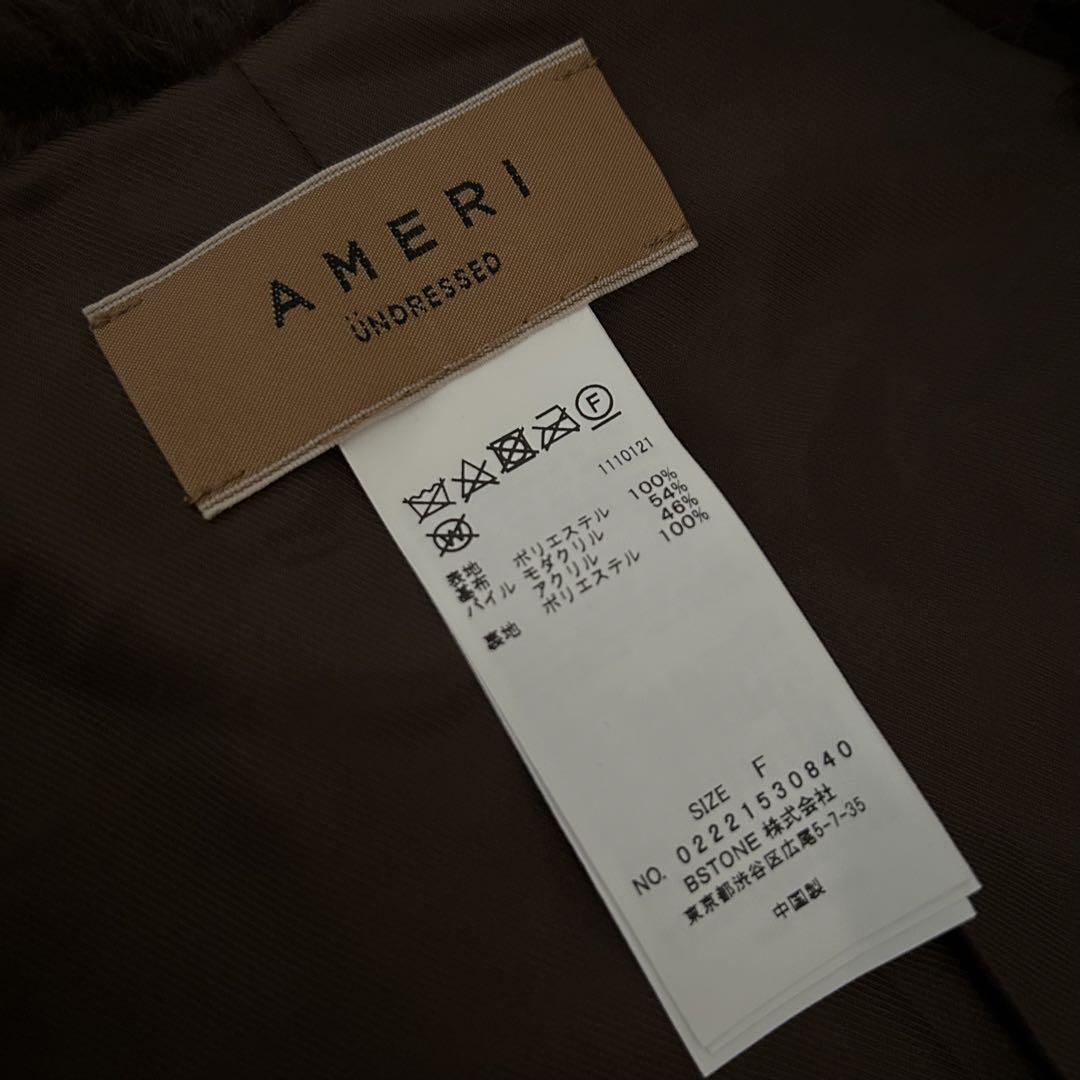 AMERI
ÜNDRESSED
F
W
1110121
表地
基布 ポリエステル 100%
パイル モダクリル 54%
アクリル 46%
裏地 ポリエステル 100%
SIZE F
NO. 02221530840
BSTONE 株式会社
東京都渋谷区広尾5-7-35
中国製